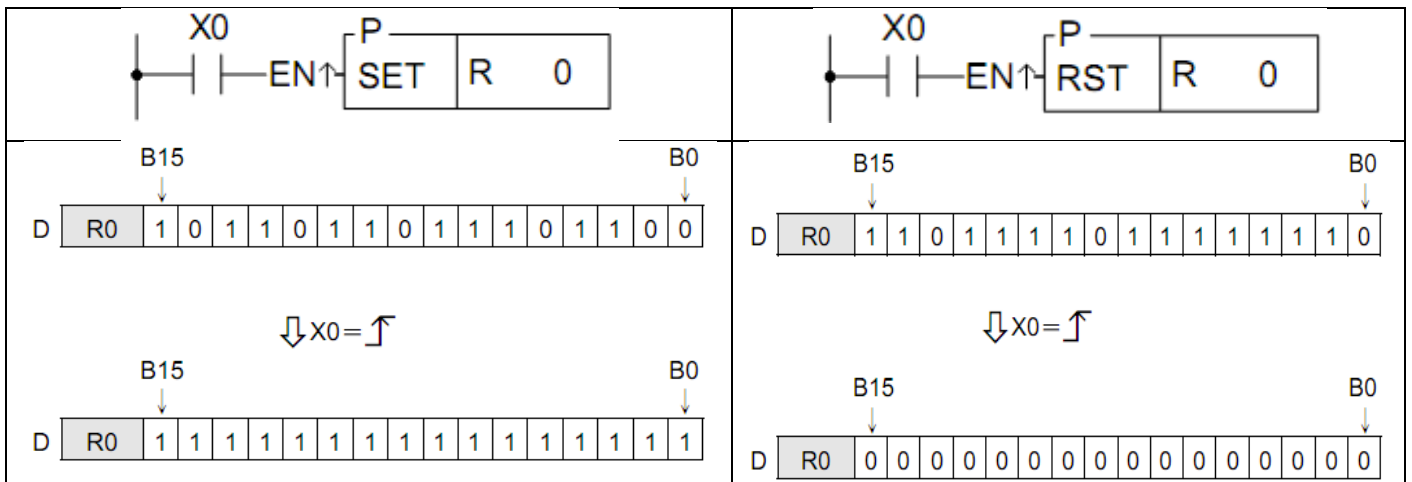 X0
P
EN↑ SET R 0
B15 B0
↓ ↓
D R0 1 0 1 1 0 1 1 0 1 1 1 0 1 1 0 0
⇩ X0=↑
B15 B0
↓ ↓
D R0 1 1 1 1 1 1 1 1 1 1 1 1 1 1 1 1
X0
P
EN↑ RST R 0
B15 B0
↓ ↓
D R0 1 1 0 1 1 1 1 0 1 1 1 1 1 1 1 0
⇩ X0=↑
B15 B0
↓ ↓
D R0 0 0 0 0 0 0 0 0 0 0 0 0 0 0 0 0